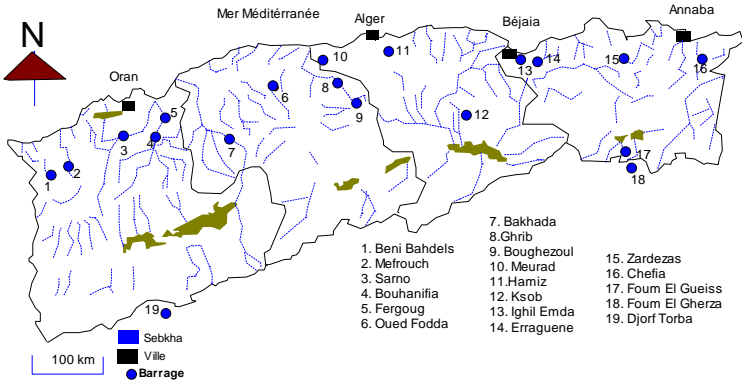 Mer Méditérranée
Alger
Béjaia
Annaba
N
Oran
10
11
13
14
15
16
8
6
9
5
12
3
4
7
1
2
17
18
19
1. Beni Bahdels
2. Mefrouch
3. Sarno
4. Bouhanifia
5. Fergoug
6. Oued Fodda
7. Bakhada
8.Ghrib
9. Boughezoul
10. Meurad
11.Hamiz
12. Ksob
13. Ighil Emda
14. Erraguene
15. Zardezas
16. Chefia
17. Foum El Gueiss
18. Foum El Gherza
19. Djorf Torba
Sebkha
Ville
Barrage
100 km